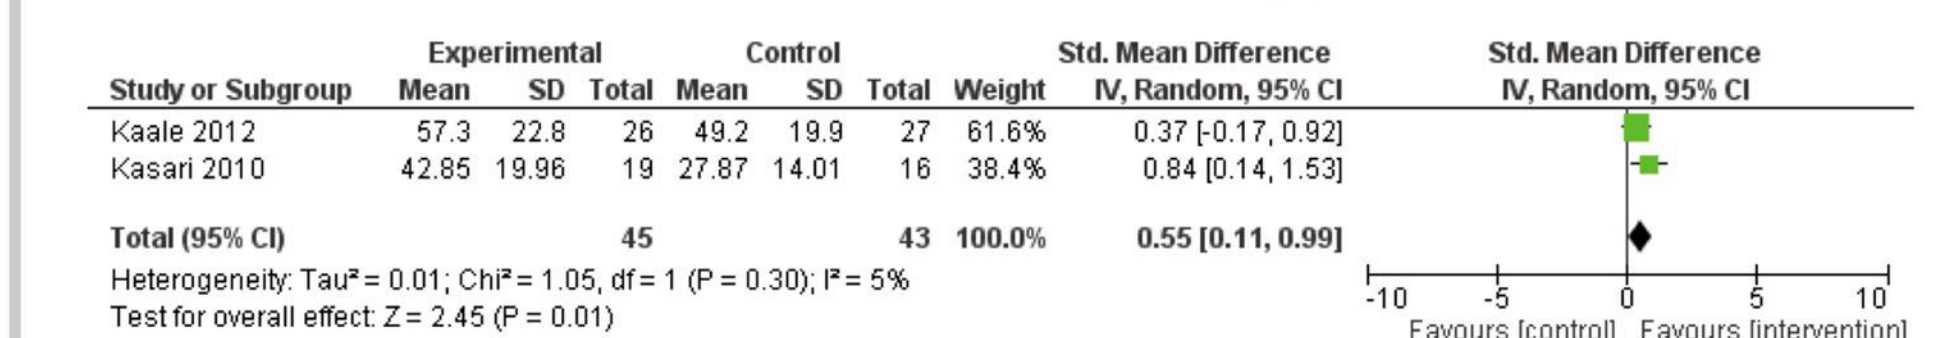 Experimental Control Std. Mean Difference Std. Mean Difference
Study or Subgroup Mean SD Total Mean SD Total Weight IV, Random, 95% CI IV, Random, 95% CI
Kaale 2012 57.3 22.8 26 49.2 19.9 27 61.6% 0.37 [-0.17, 0.92]
Kasari 2010 42.85 19.96 19 27.87 14.01 16 38.4% 0.84 [0.14, 1.53]
Total (95% CI) 45 43 100.0% 0.55 [0.11, 0.99]
Heterogeneity: Tau² = 0.01; Chi² = 1.05, df = 1 (P = 0.30); I² = 5%
Test for overall effect: Z = 2.45 (P = 0.01)
-10 -5 0 5 10
Favours [control] Favours [intervention]